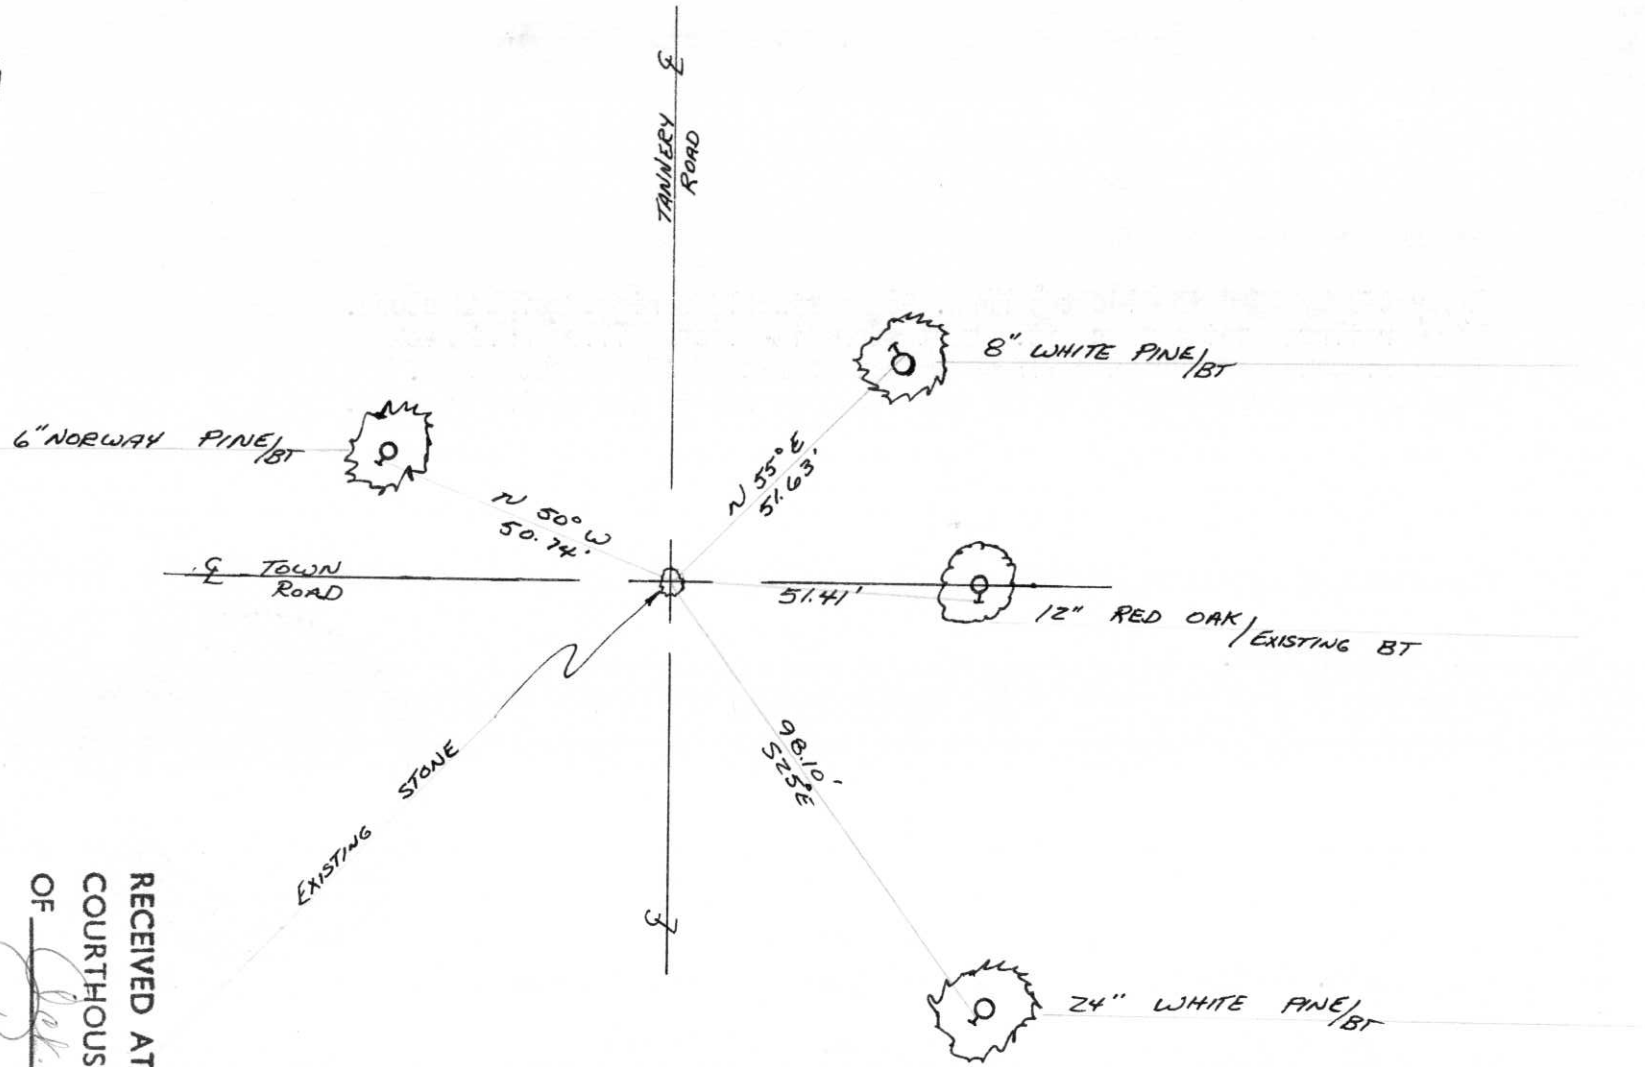 ℄
TANNERY
ROAD
8" WHITE PINE/BT
6" NORWAY PINE/BT
N 55° E
51.63'
N 50° W
50.74'
℄ TOWN
ROAD
51.41'
12" RED OAK/EXISTING BT
98.10'
S25°E
EXISTING STONE
℄
24" WHITE PINE/BT
RECEIVED AT
COURTHOUS
OF